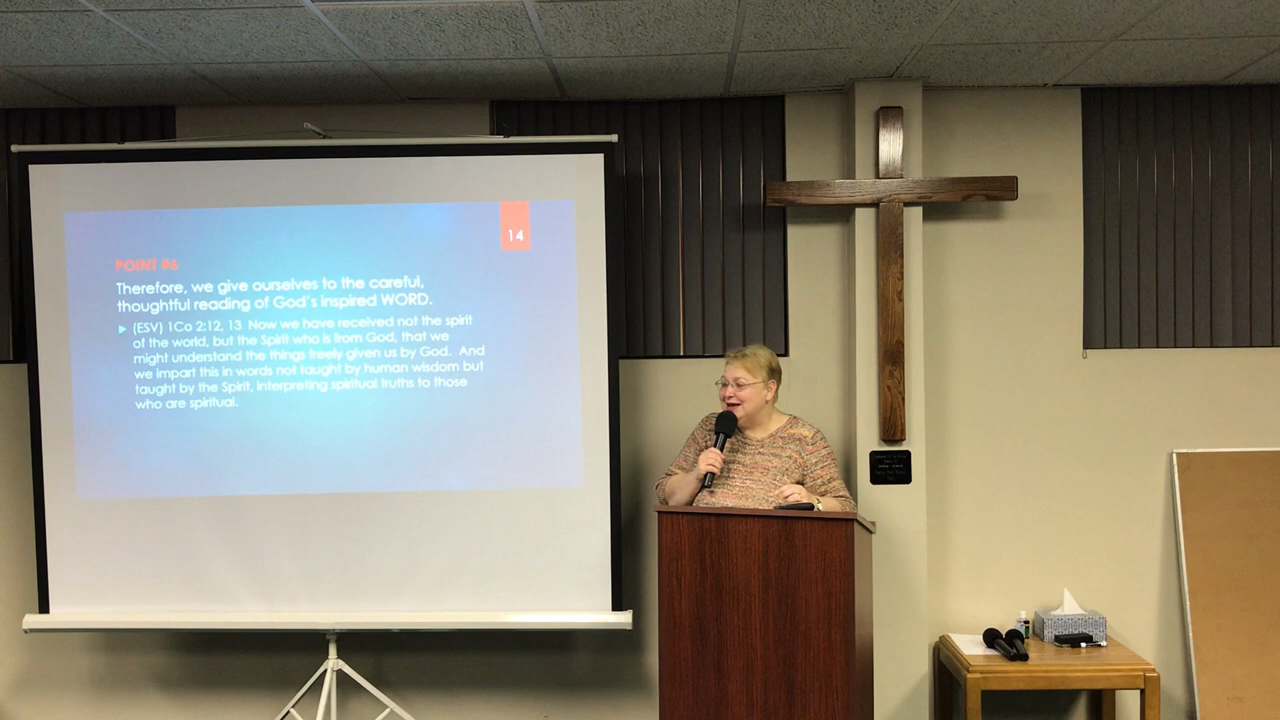 14
POINT #6
Therefore, we give ourselves to the careful,
thoughtful reading of God's inspired WORD.
(ESV) 1Co 2:12, 13 Now we have received not the spirit
of the world, but the Spirit who is from God, that we
might understand the things freely given us by God. And
we impart this in words not taught by human wisdom but
taught by the Spirit, interpreting spiritual truths to those
who are spiritual.